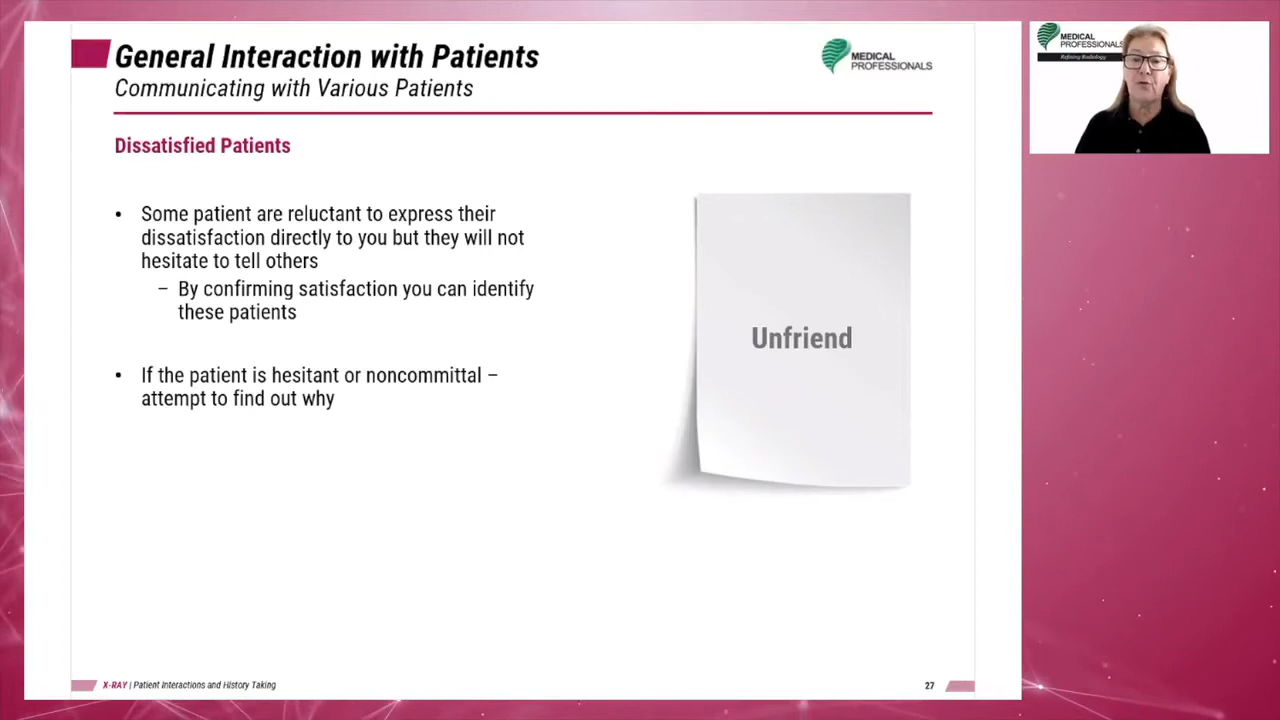 General Interaction with Patients
Communicating with Various Patients
MEDICAL
PROFESSIONALS
MEDICAL
PROFESSIONALS
Refining Radiology
Dissatisfied Patients
• Some patient are reluctant to express their
dissatisfaction directly to you but they will not
hesitate to tell others
– By confirming satisfaction you can identify
these patients
• If the patient is hesitant or noncommittal –
attempt to find out why
Unfriend
X-RAY | Patient Interactions and History Taking
27